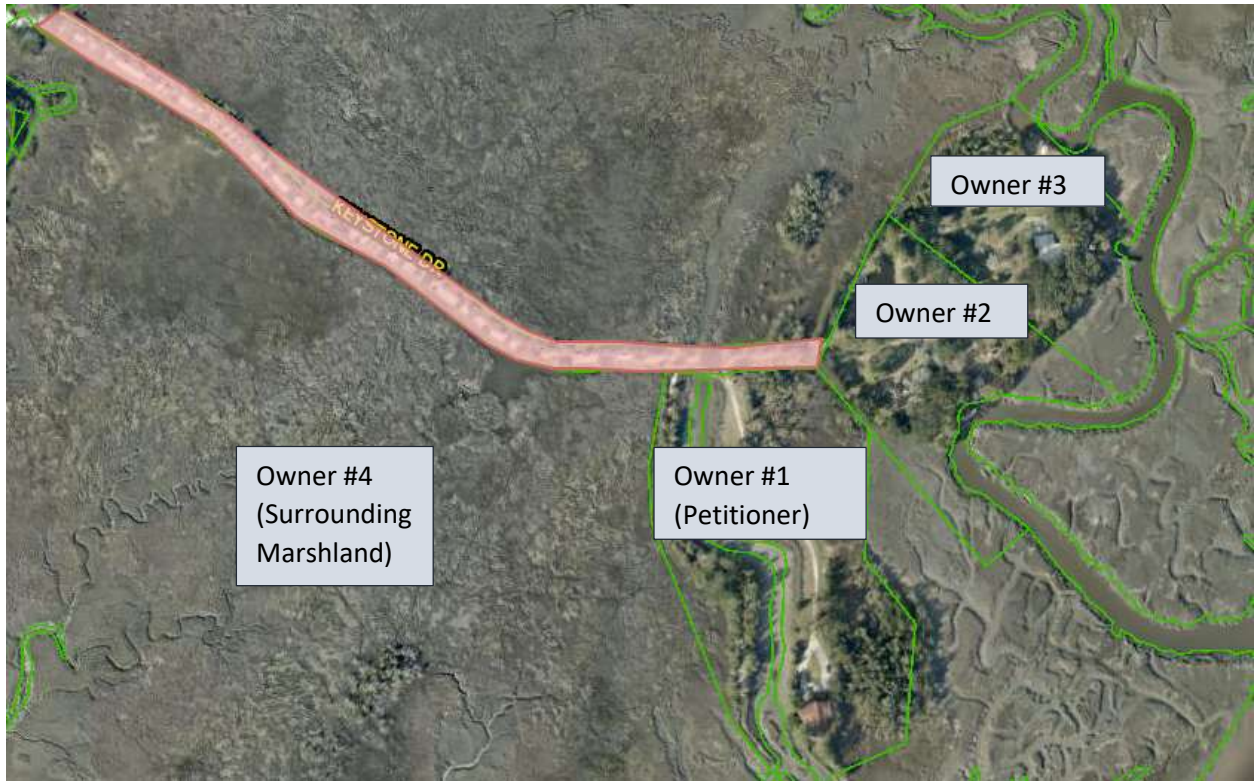 Owner #3
KEYSTONE DR
Owner #2
Owner #4
(Surrounding
Marshland)
Owner #1
(Petitioner)